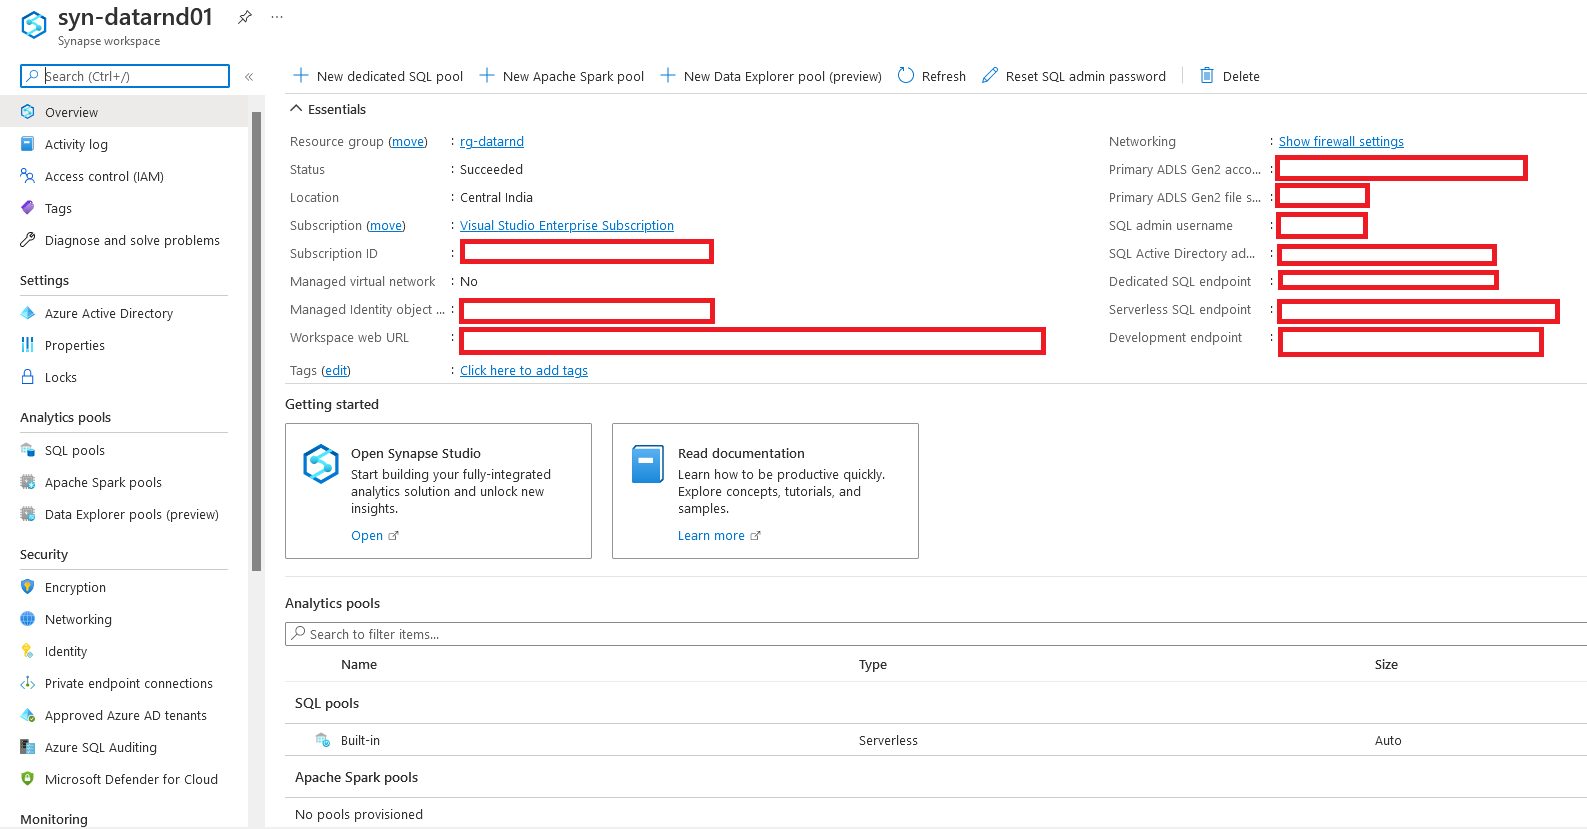 syn-datarnd01
...
Synapse workspace
Search (Ctrl+/)
«
Overview
Activity log
Access control (IAM)
Tags
Diagnose and solve problems
Settings
Azure Active Directory
Properties
Locks
Analytics pools
SQL pools
Apache Spark pools
Data Explorer pools (preview)
Security
Encryption
Networking
Identity
Private endpoint connections
Approved Azure AD tenants
Azure SQL Auditing
Microsoft Defender for Cloud
Monitoring
New dedicated SQL pool New Apache Spark pool New Data Explorer pool (preview) Refresh Reset SQL admin password Delete
Essentials
Resource group (move) : rg-datarnd
Status : Succeeded
Location : Central India
Subscription (move) : Visual Studio Enterprise Subscription
Subscription ID :
Managed virtual network : No
Managed Identity object ... :
Workspace web URL :
Tags (edit) : Click here to add tags
Networking : Show firewall settings
Primary ADLS Gen2 acco... :
Primary ADLS Gen2 file s... :
SQL admin username :
SQL Active Directory ad... :
Dedicated SQL endpoint :
Serverless SQL endpoint :
Development endpoint :
Getting started
Open Synapse Studio
Start building your fully-integrated
analytics solution and unlock new
insights.
Open
Read documentation
Learn how to be productive quickly.
Explore concepts, tutorials, and
samples.
Learn more
Analytics pools
Search to filter items...
Name Type Size
SQL pools
Built-in Serverless Auto
Apache Spark pools
No pools provisioned